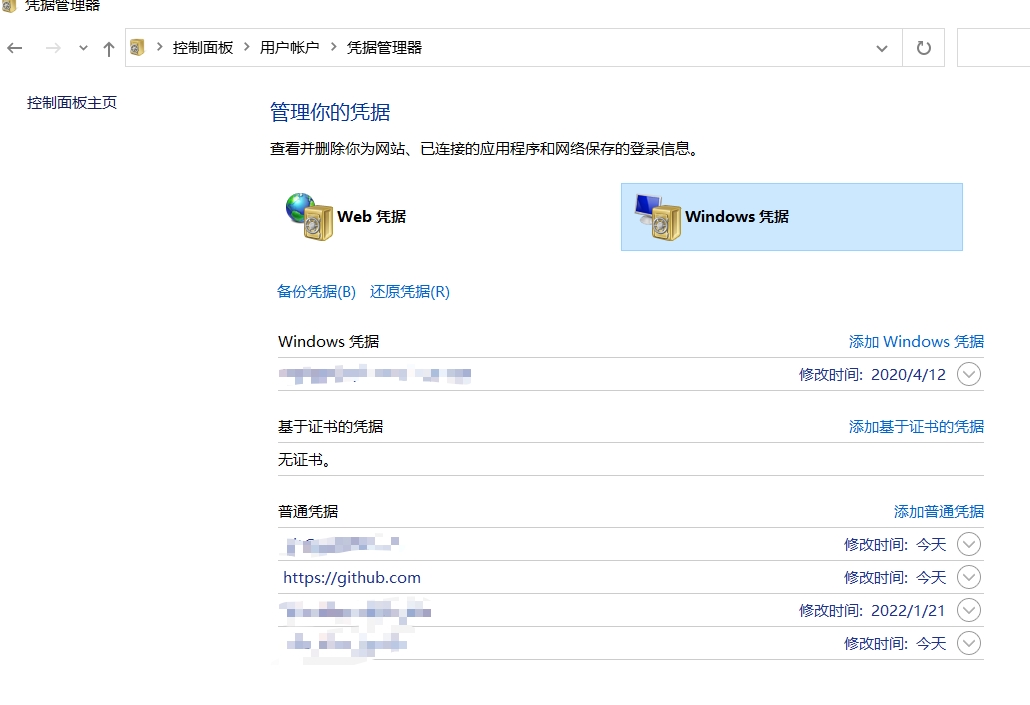 凭据管理器
控制面板 用户帐户 凭据管理器
控制面板主页
管理你的凭据
查看并删除你为网站、已连接的应用程序和网络保存的登录信息。
Web 凭据
Windows 凭据
备份凭据(B) 还原凭据(R)
Windows 凭据 添加 Windows 凭据
修改时间: 2020/4/12
基于证书的凭据 添加基于证书的凭据
无证书。
普通凭据 添加普通凭据
修改时间: 今天
https://github.com 修改时间: 今天
修改时间: 2022/1/21
修改时间: 今天